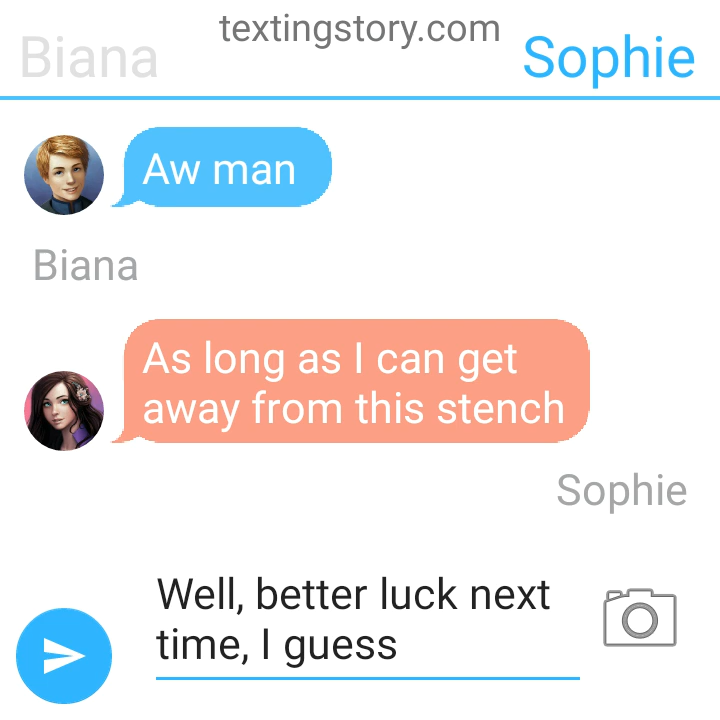 textingstory.com
Biana
Sophie
Aw man
Biana
As long as I can get
away from this stench
Sophie
Well, better luck next
time, I guess